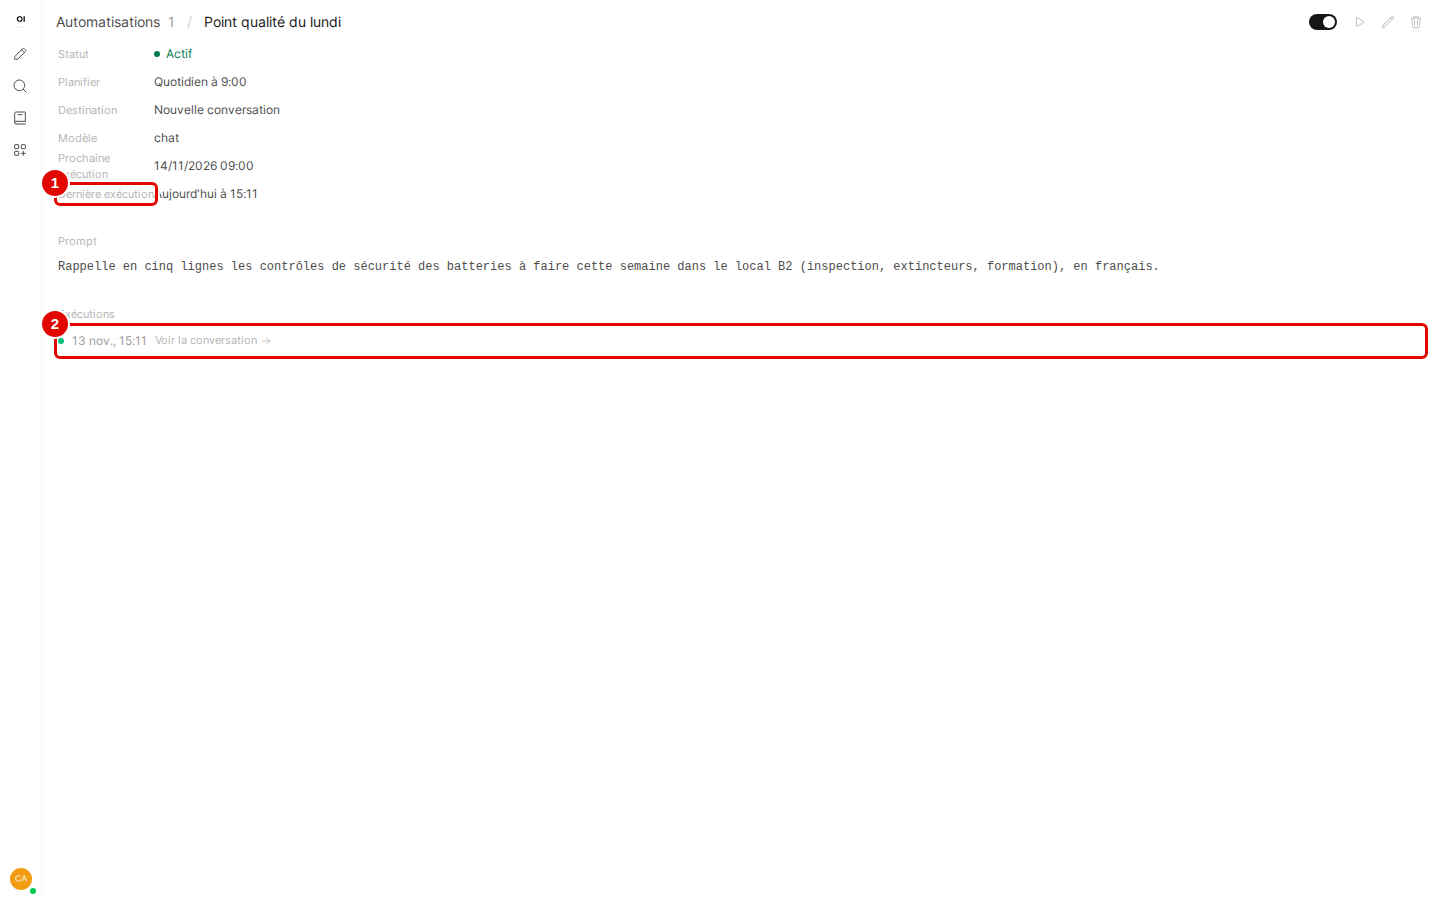 OI
Automatisations 1 / Point qualité du lundi
Statut Actif
Planifier Quotidien à 9:00
Destination Nouvelle conversation
Modèle chat
Prochaine exécution 14/11/2026 09:00
1
Dernière exécution Aujourd'hui à 15:11
Prompt
Rappelle en cinq lignes les contrôles de sécurité des batteries à faire cette semaine dans le local B2 (inspection, extincteurs, formation), en français.
Exécutions
2
13 nov., 15:11 Voir la conversation →
CA